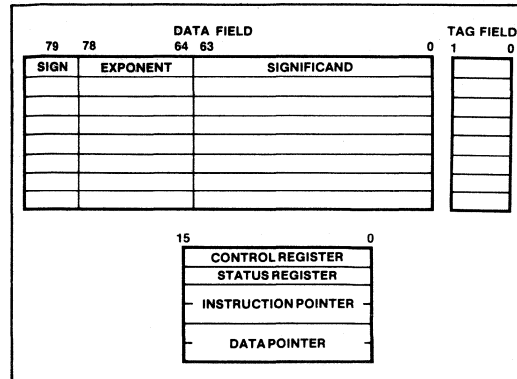 DATA FIELD TAG FIELD
79 78 64 63 0 1 0
SIGN EXPONENT SIGNIFICAND
15 0
CONTROL REGISTER
STATUS REGISTER
INSTRUCTION POINTER
DATA POINTER